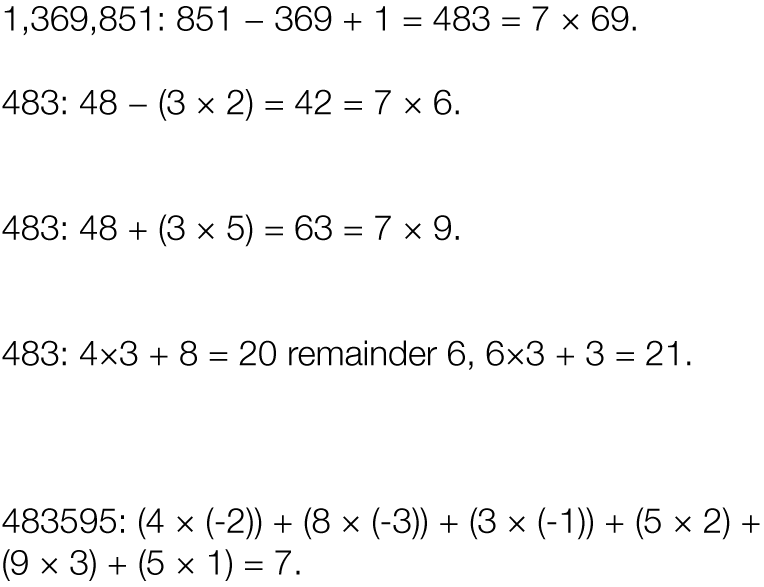 1,369,851: 851 − 369 + 1 = 483 = 7 × 69.
483: 48 − (3 × 2) = 42 = 7 × 6.
483: 48 + (3 × 5) = 63 = 7 × 9.
483: 4×3 + 8 = 20 remainder 6, 6×3 + 3 = 21.
483595: (4 × (-2)) + (8 × (-3)) + (3 × (-1)) + (5 × 2) +
(9 × 3) + (5 × 1) = 7.